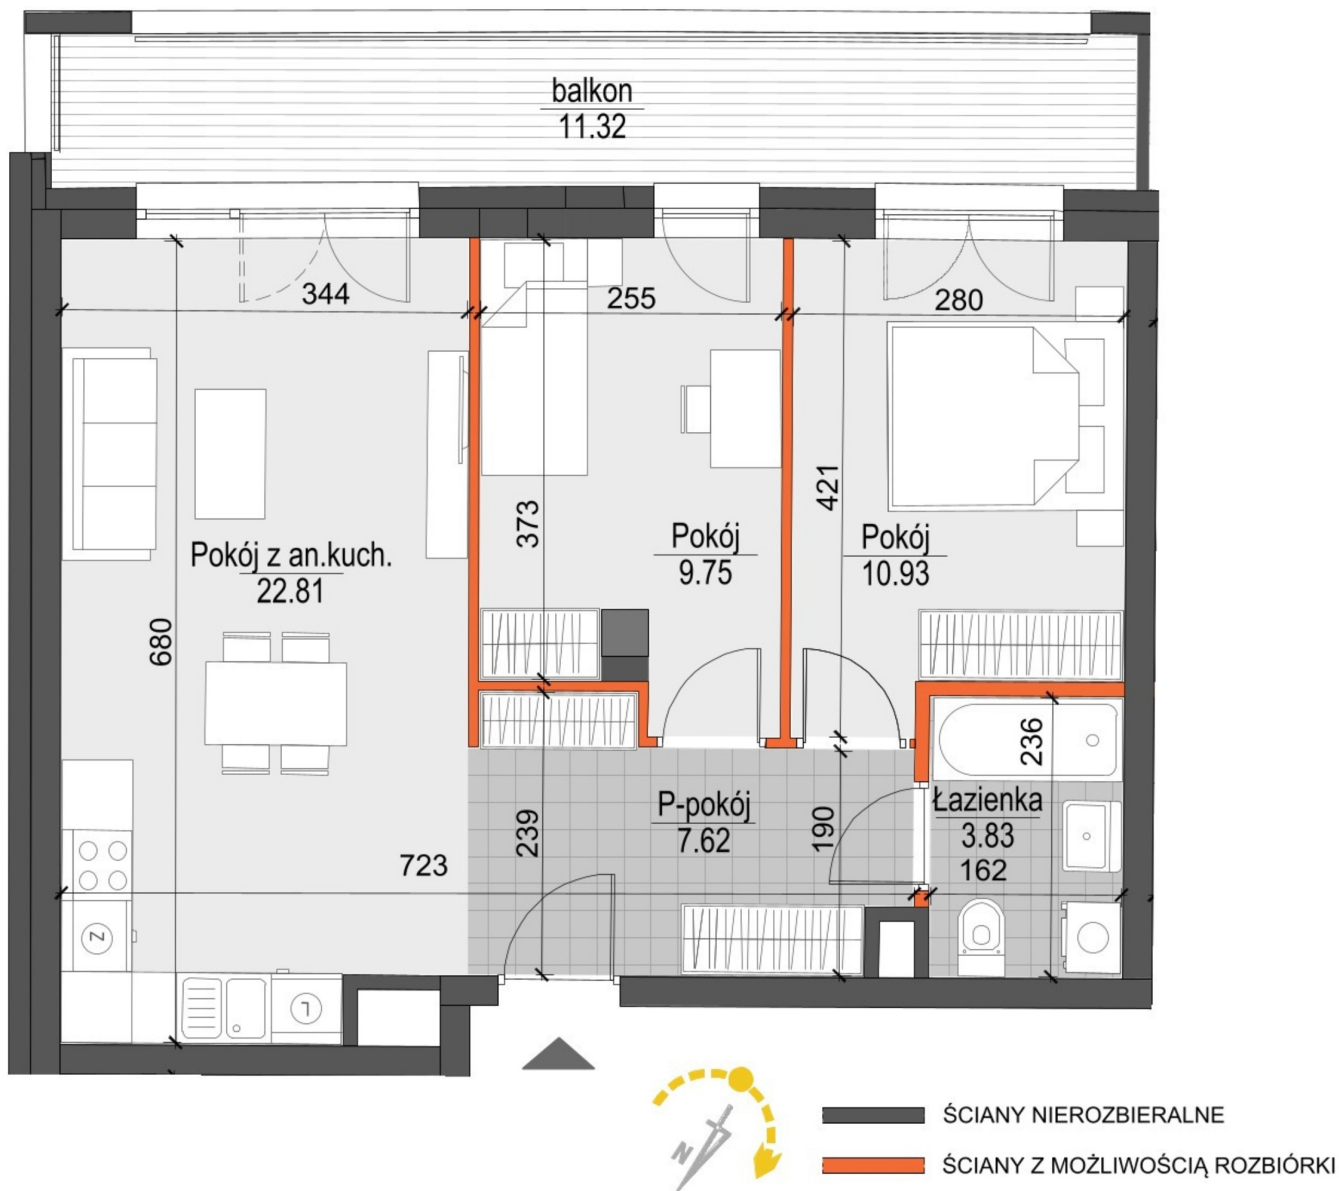 balkon
11.32
344
255
280
373
421
Pokój z an.kuch.
22.81
Pokój
9.75
Pokój
10.93
680
236
P-pokój
7.62
Łazienka
3.83
162
239
190
723
Z
L
N
ŚCIANY NIEROZBIERALNE
ŚCIANY Z MOŻLIWOŚCIĄ ROZBIÓRKI